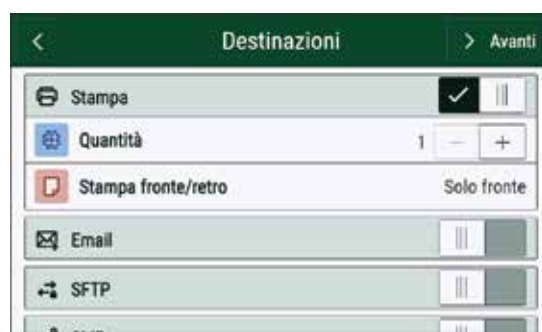 Destinazioni
Avanti
Stampa
Quantità
1
Stampa fronte/retro
Solo fronte
Email
SFTP